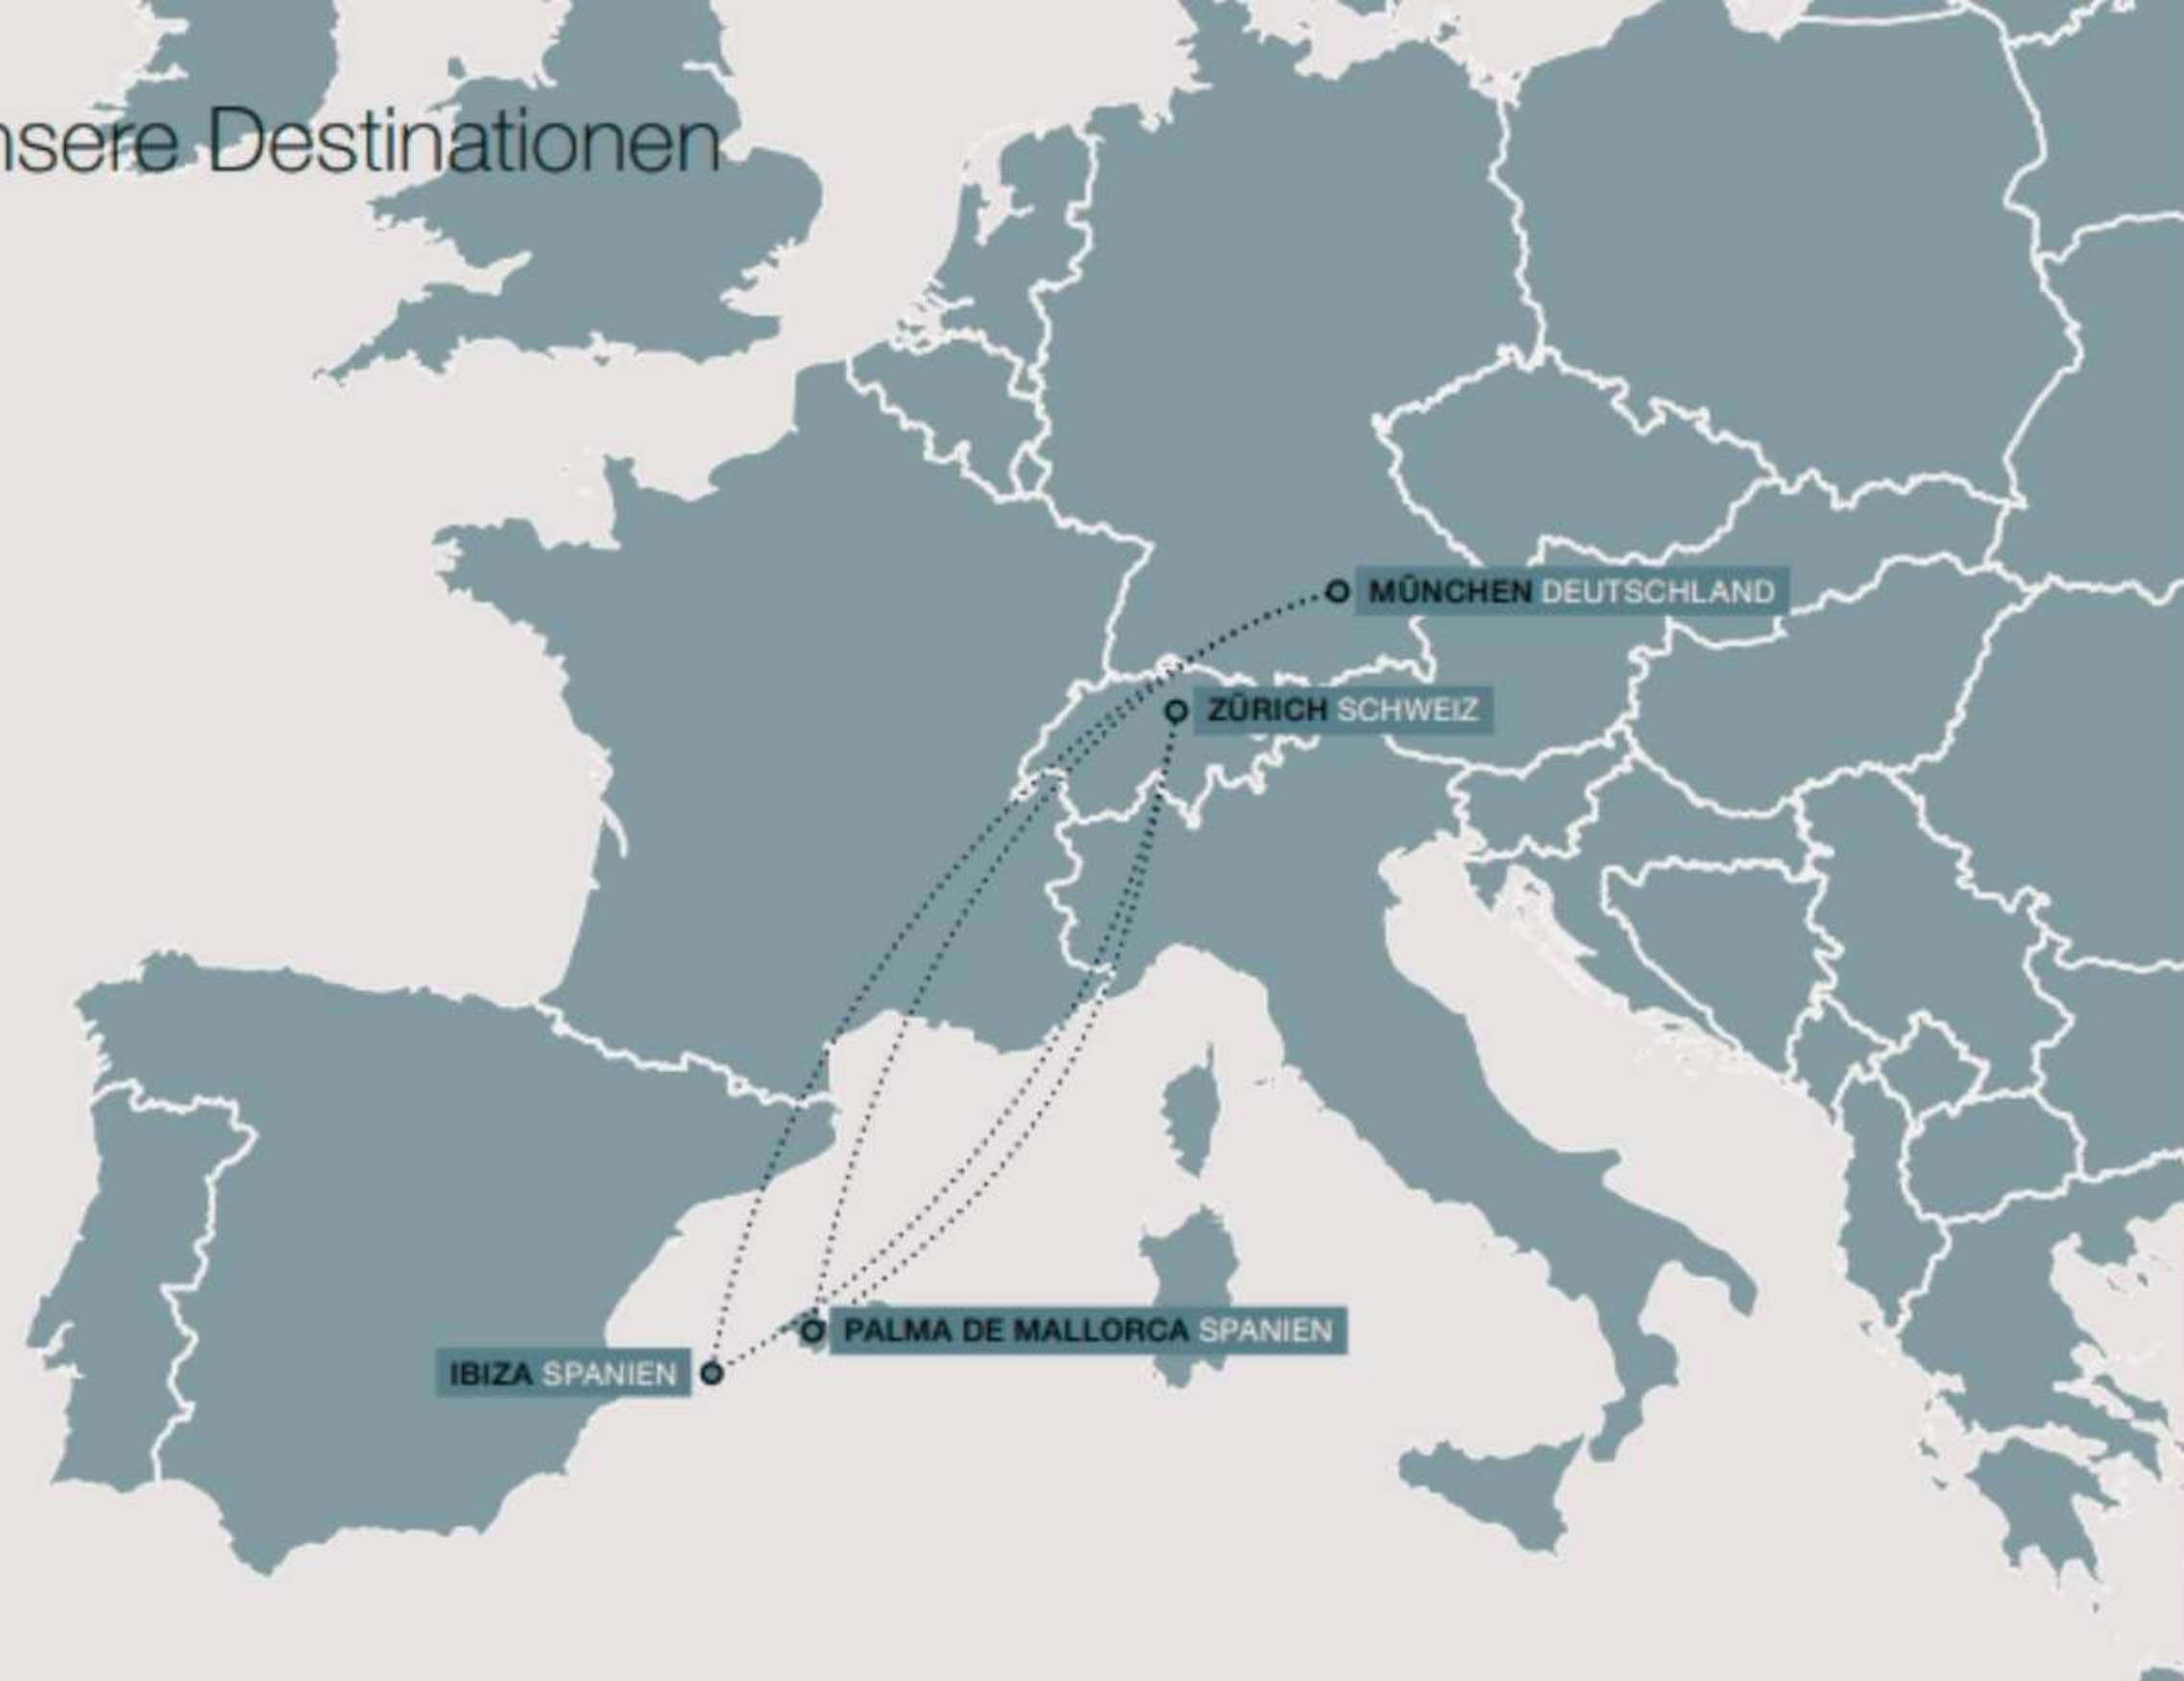 nsere Destinationen
MÜNCHEN DEUTSCHLAND
ZÜRICH SCHWEIZ
PALMA DE MALLORCA SPANIEN
IBIZA SPANIEN